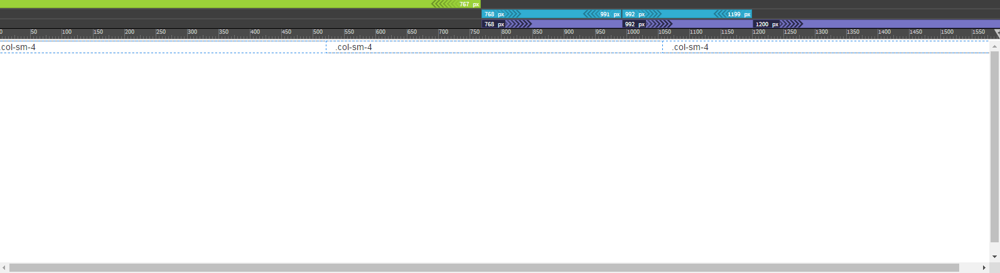 767 px
768 px 991 px 992 px 1199 px
768 px 992 px 1200 px
0 50 100 150 200 250 300 350 400 450 500 550 600 650 700 750 800 850 900 950 1000 1050 1100 1150 1200 1250 1300 1350 1400 1450 1500 1550
.col-sm-4 .col-sm-4 .col-sm-4